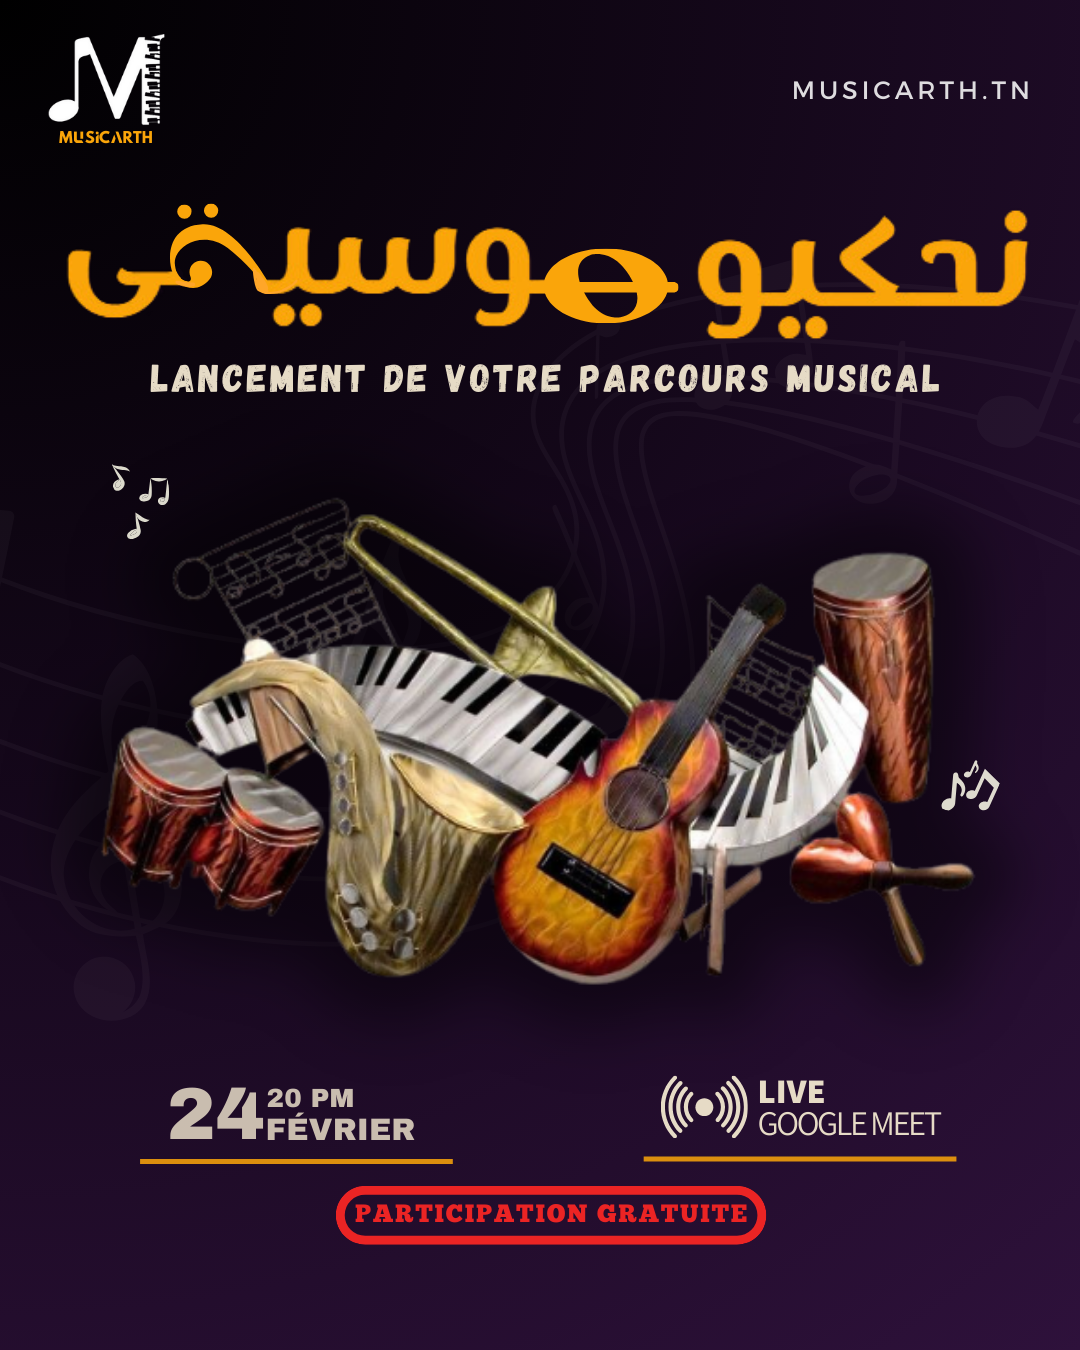 MUSICARTH
MUSICARTH.TN
نحكيو موسيقى
LANCEMENT DE VOTRE PARCOURS MUSICAL
24
20 PM
FÉVRIER
LIVE
GOOGLE MEET
PARTICIPATION GRATUITE